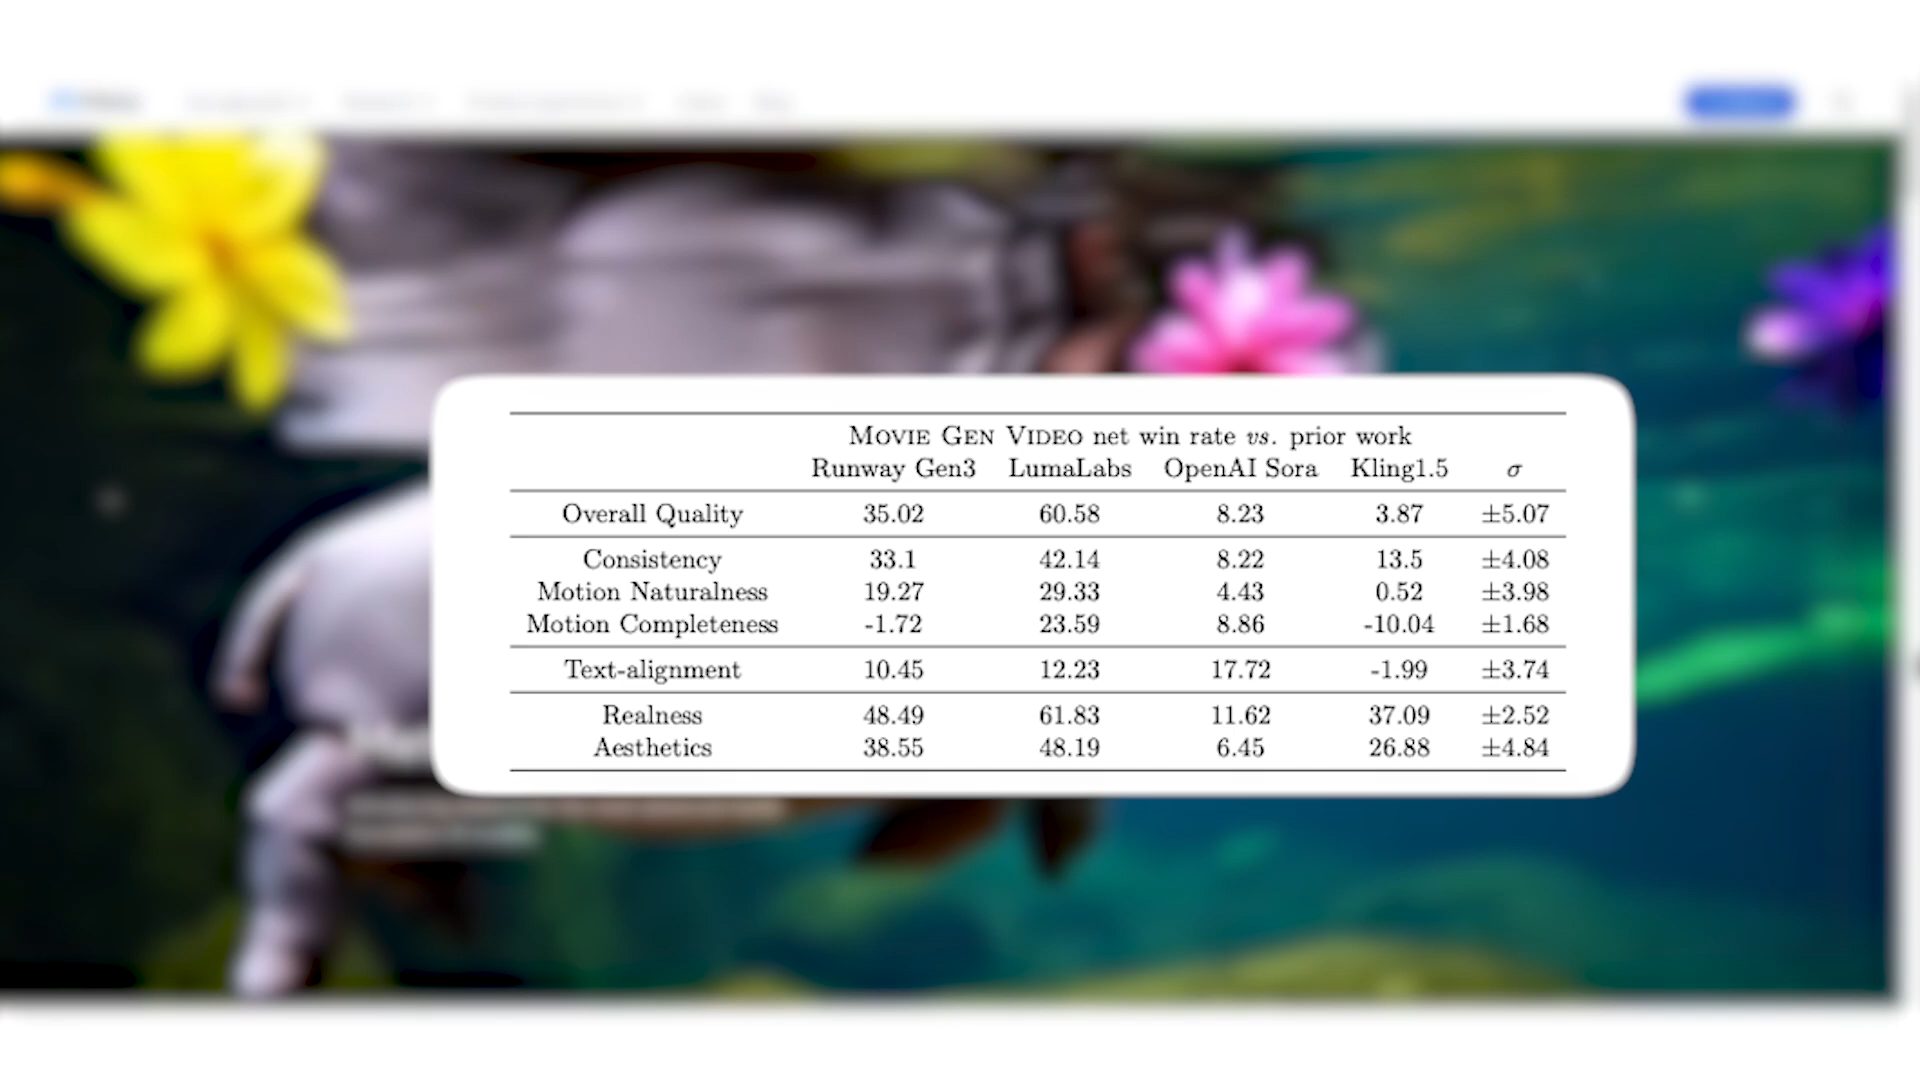 MOVIE GEN VIDEO net win rate vs. prior work
Runway Gen3 LumaLabs OpenAI Sora Kling1.5 σ
Overall Quality 35.02 60.58 8.23 3.87 ±5.07
Consistency 33.1 42.14 8.22 13.5 ±4.08
Motion Naturalness 19.27 29.33 4.43 0.52 ±3.98
Motion Completeness -1.72 23.59 8.86 -10.04 ±1.68
Text-alignment 10.45 12.23 17.72 -1.99 ±3.74
Realness 48.49 61.83 11.62 37.09 ±2.52
Aesthetics 38.55 48.19 6.45 26.88 ±4.84